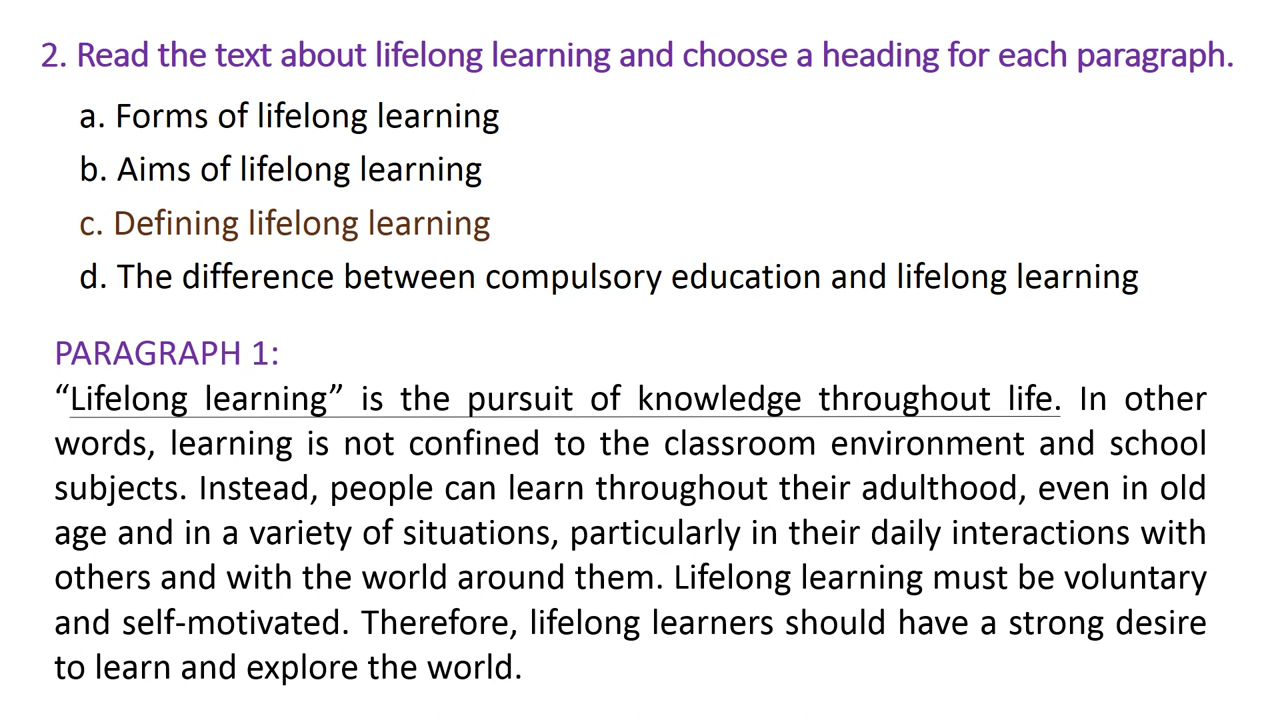 2. Read the text about lifelong learning and choose a heading for each paragraph.
a. Forms of lifelong learning
b. Aims of lifelong learning
c. Defining lifelong learning
d. The difference between compulsory education and lifelong learning
PARAGRAPH 1:
“Lifelong learning” is the pursuit of knowledge throughout life. In other
words, learning is not confined to the classroom environment and school
subjects. Instead, people can learn throughout their adulthood, even in old
age and in a variety of situations, particularly in their daily interactions with
others and with the world around them. Lifelong learning must be voluntary
and self-motivated. Therefore, lifelong learners should have a strong desire
to learn and explore the world.